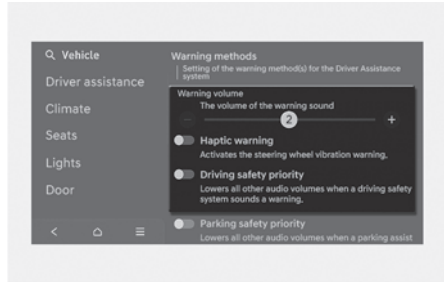 Vehicle
Driver assistance
Climate
Seats
Lights
Door
Warning methods
Setting of the warning method(s) for the Driver Assistance
system
Warning volume
The volume of the warning sound
2
Haptic warning
Activates the steering wheel vibration warning.
Driving safety priority
Lowers all other audio volumes when a driving safety
system sounds a warning.
Parking safety priority
Lowers all other audio volumes when a parking assist